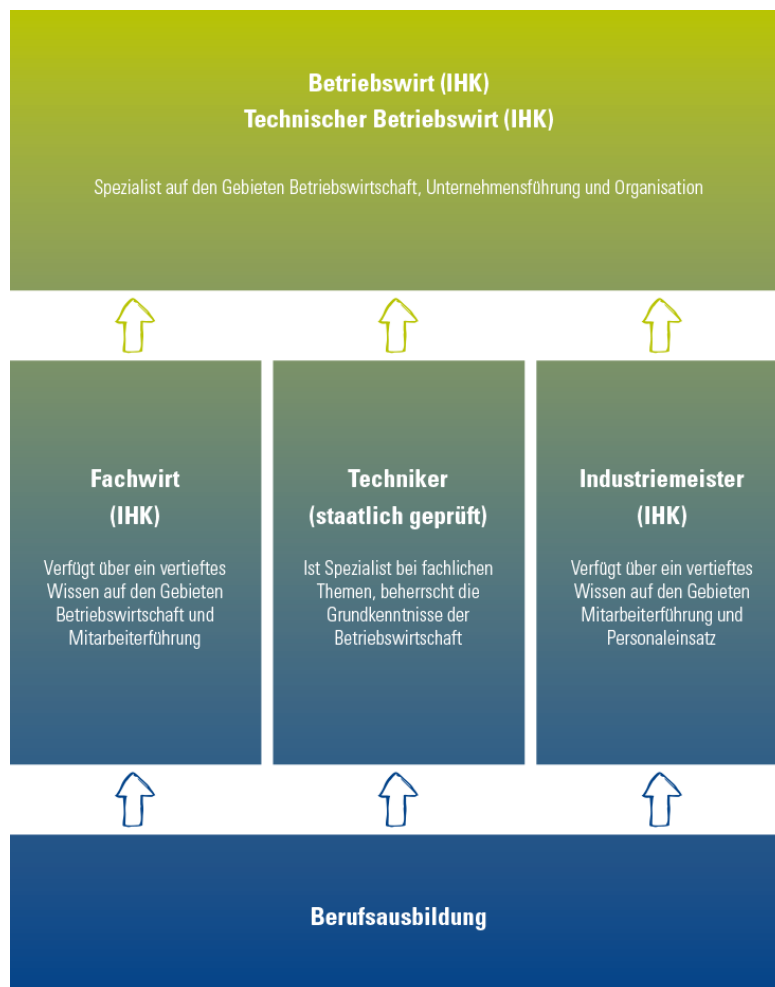 Betriebswirt (IHK)
Technischer Betriebswirt (IHK)
Spezialist auf den Gebieten Betriebswirtschaft, Unternehmensführung und Organisation
Fachwirt
(IHK)
Verfügt über ein vertieftes
Wissen auf den Gebieten
Betriebswirtschaft und
Mitarbeiterführung
Techniker
(staatlich geprüft)
Ist Spezialist bei fachlichen
Themen, beherrscht die
Grundkenntnisse der
Betriebswirtschaft
Industriemeister
(IHK)
Verfügt über ein vertieftes
Wissen auf den Gebieten
Mitarbeiterführung und
Personaleinsatz
Berufsausbildung